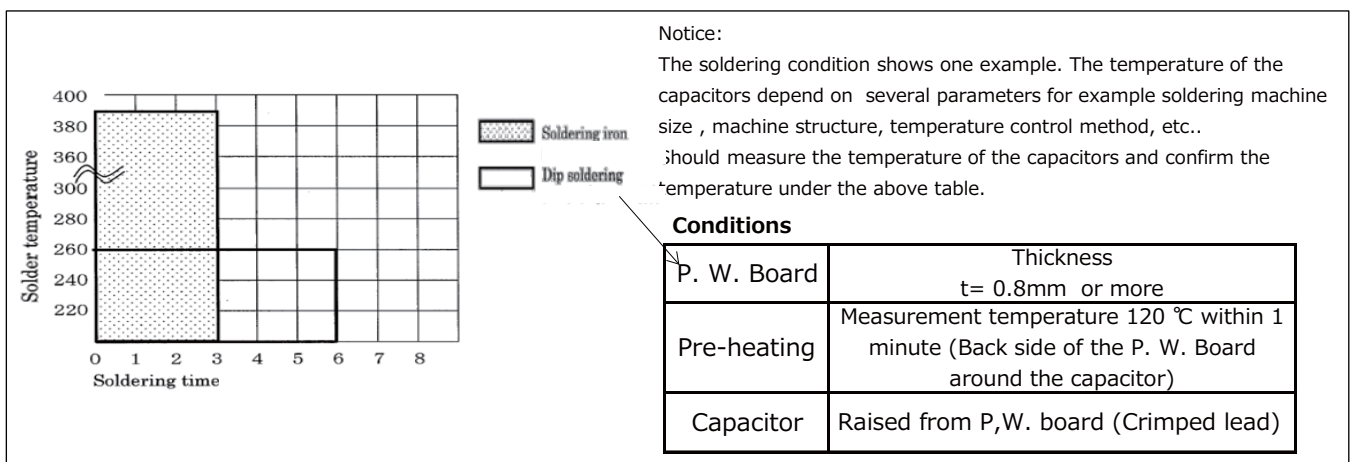 Notice:
The soldering condition shows one example. The temperature of the
capacitors depend on several parameters for example soldering machine
size , machine structure, temperature control method, etc..
Should measure the temperature of the capacitors and confirm the
temperature under the above table.
400
380
360
300
280
260
240
220
Solder temperature
0 1 2 3 4 5 6 7 8
Soldering time
Soldering iron
Dip soldering
Conditions
P. W. Board
Thickness
t= 0.8mm or more
Pre-heating
Measurement temperature 120 ℃ within 1
minute (Back side of the P. W. Board
around the capacitor)
Capacitor
Raised from P,W. board (Crimped lead)